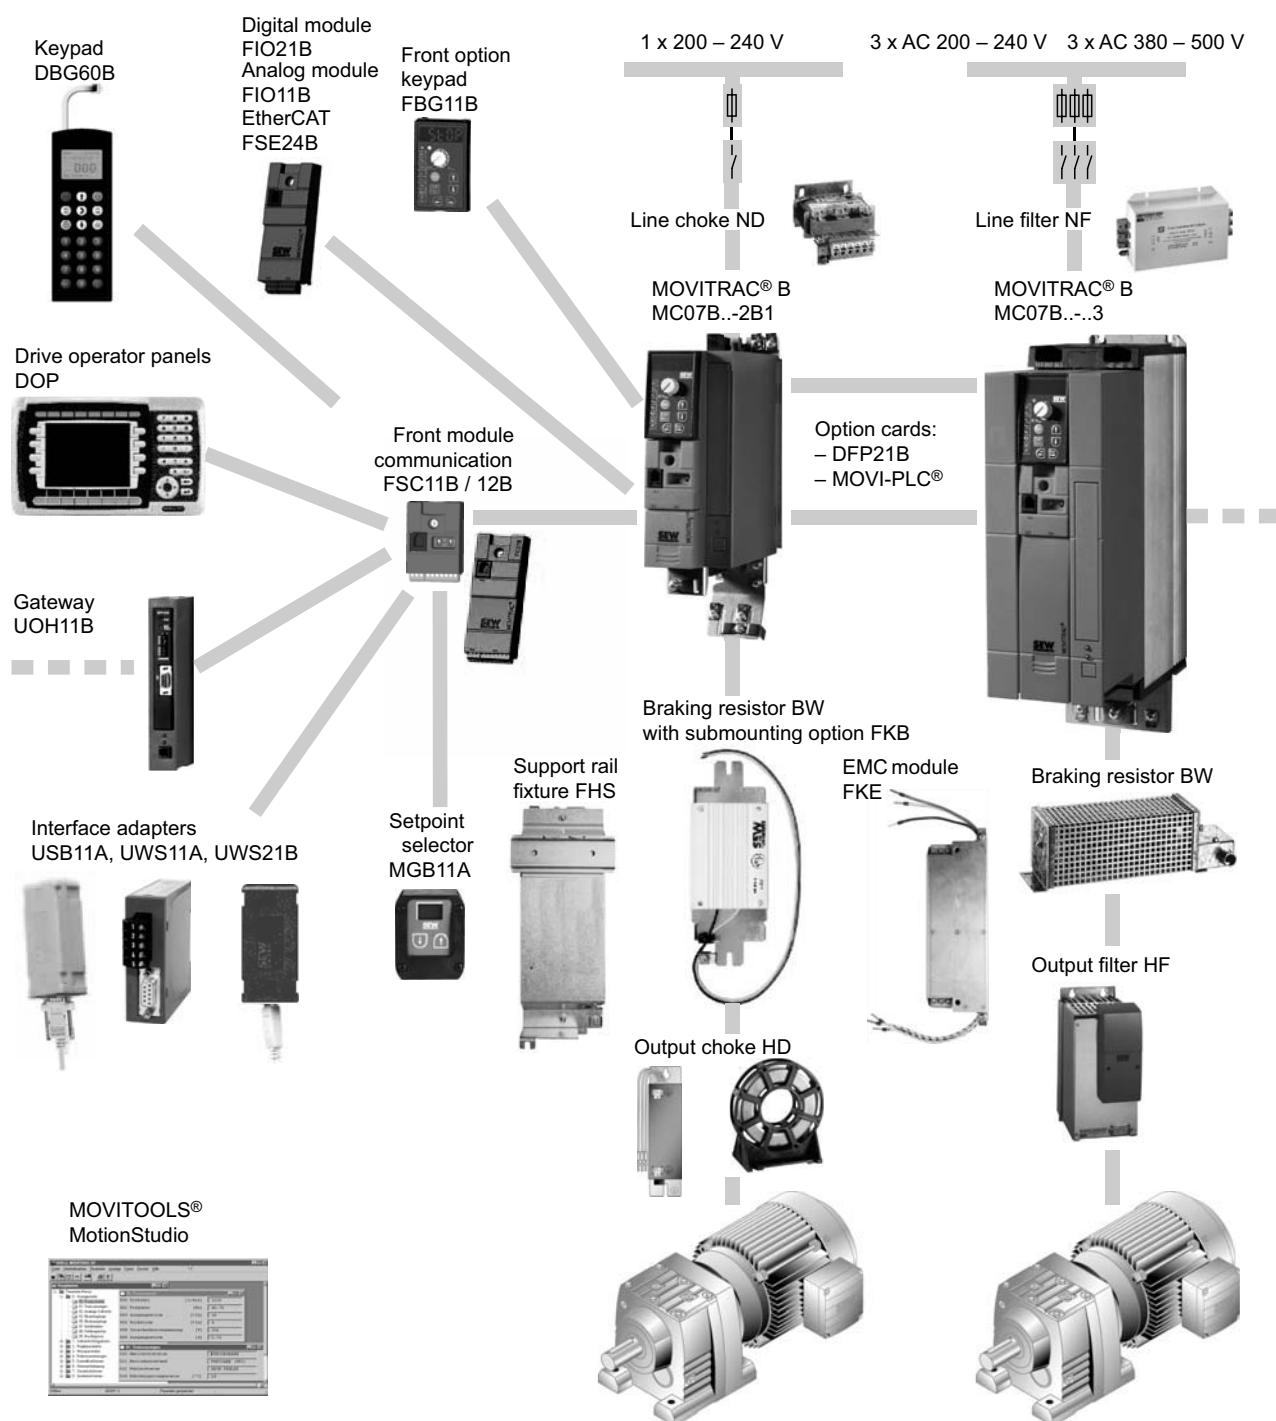 Keypad
DBG60B
Digital module
FIO21B
Analog module
FIO11B
EtherCAT
FSE24B
Front option
keypad
FBG11B
1 x 200 – 240 V
3 x AC 200 – 240 V
3 x AC 380 – 500 V
Line choke ND
Line filter NF
MOVITRAC® B
MC07B..-2B1
MOVITRAC® B
MC07B..-..3
Drive operator panels
DOP
Front module
communication
FSC11B / 12B
Option cards:
– DFP21B
– MOVI-PLC®
Gateway
UOH11B
Braking resistor BW
with submounting option FKB
Support rail
fixture FHS
EMC module
FKE
Braking resistor BW
Interface adapters
USB11A, UWS11A, UWS21B
Setpoint
selector
MGB11A
Output filter HF
Output choke HD
MOVITOOLS®
MotionStudio